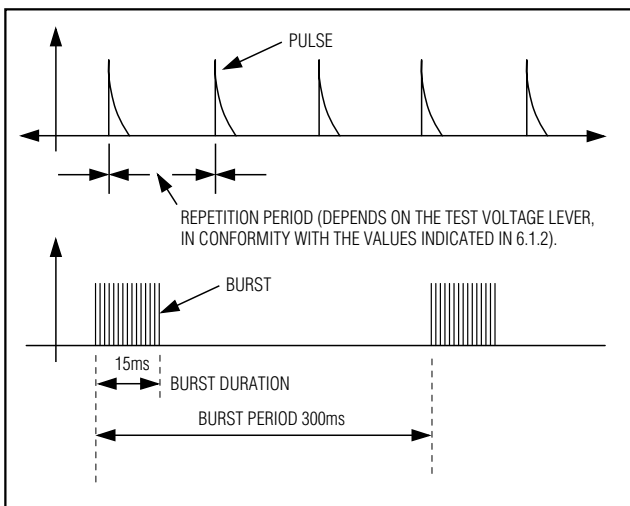 PULSE
REPETITION PERIOD (DEPENDS ON THE TEST VOLTAGE LEVER,
IN CONFORMITY WITH THE VALUES INDICATED IN 6.1.2).
BURST
15ms
BURST DURATION
BURST PERIOD 300ms